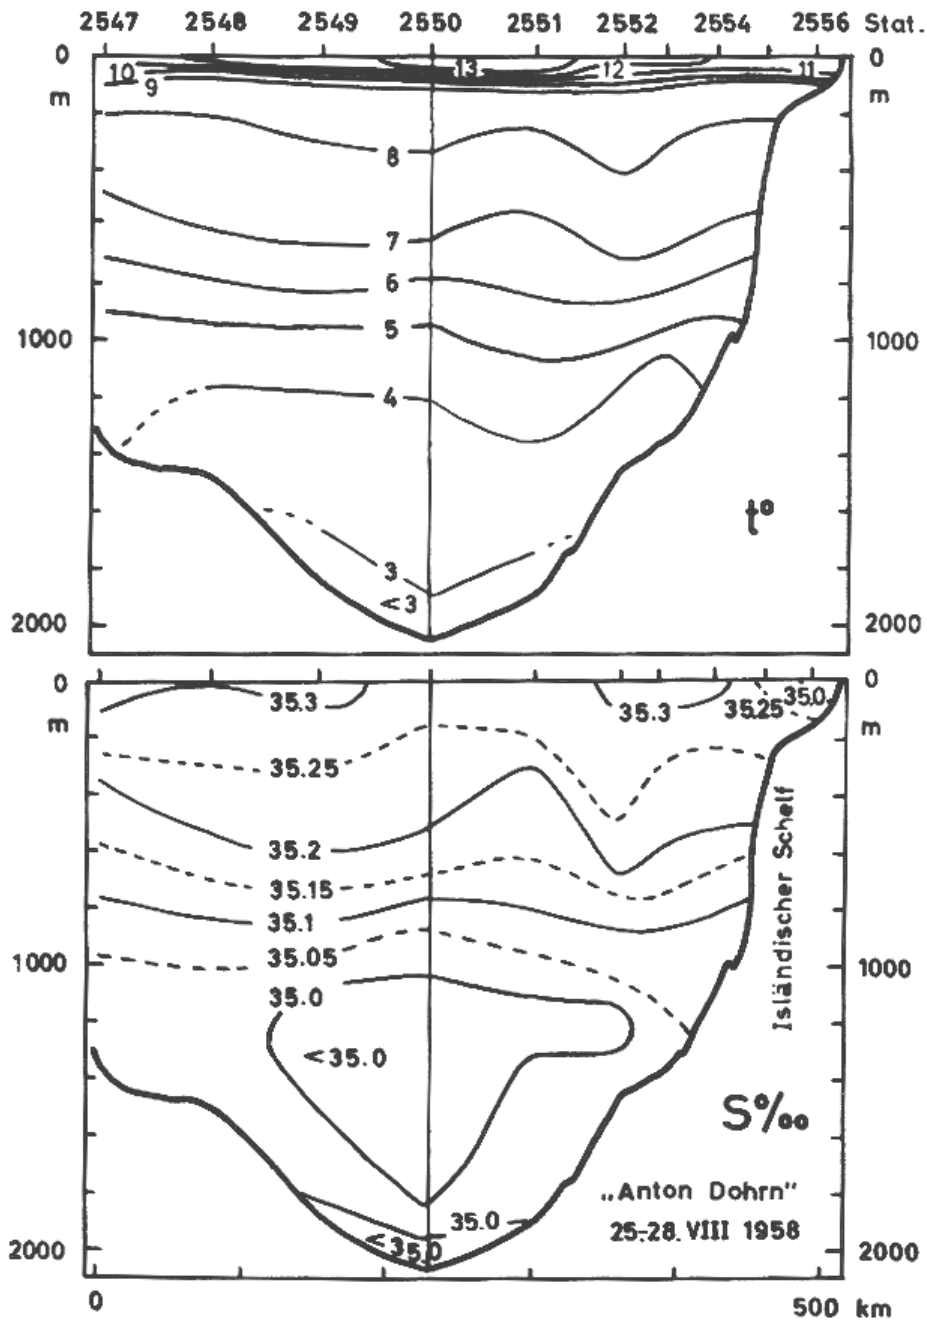 2547 2548 2549 2550 2551 2552 2554 2556 Stat.
0 0
10 13 12 11
m 9 m
8
7
6
5
1000 1000
4
t°
3
<3
2000 2000
0 0
35.3 35.3 35.25 35.0
m m
35.25
35.2
35.15
35.1
35.05
1000 1000
35.0
<35.0
Isländischer Schelf
S‰
„Anton Dohrn"
35.0
25-28. VIII 1958
<35.0
2000 2000
0 500 km